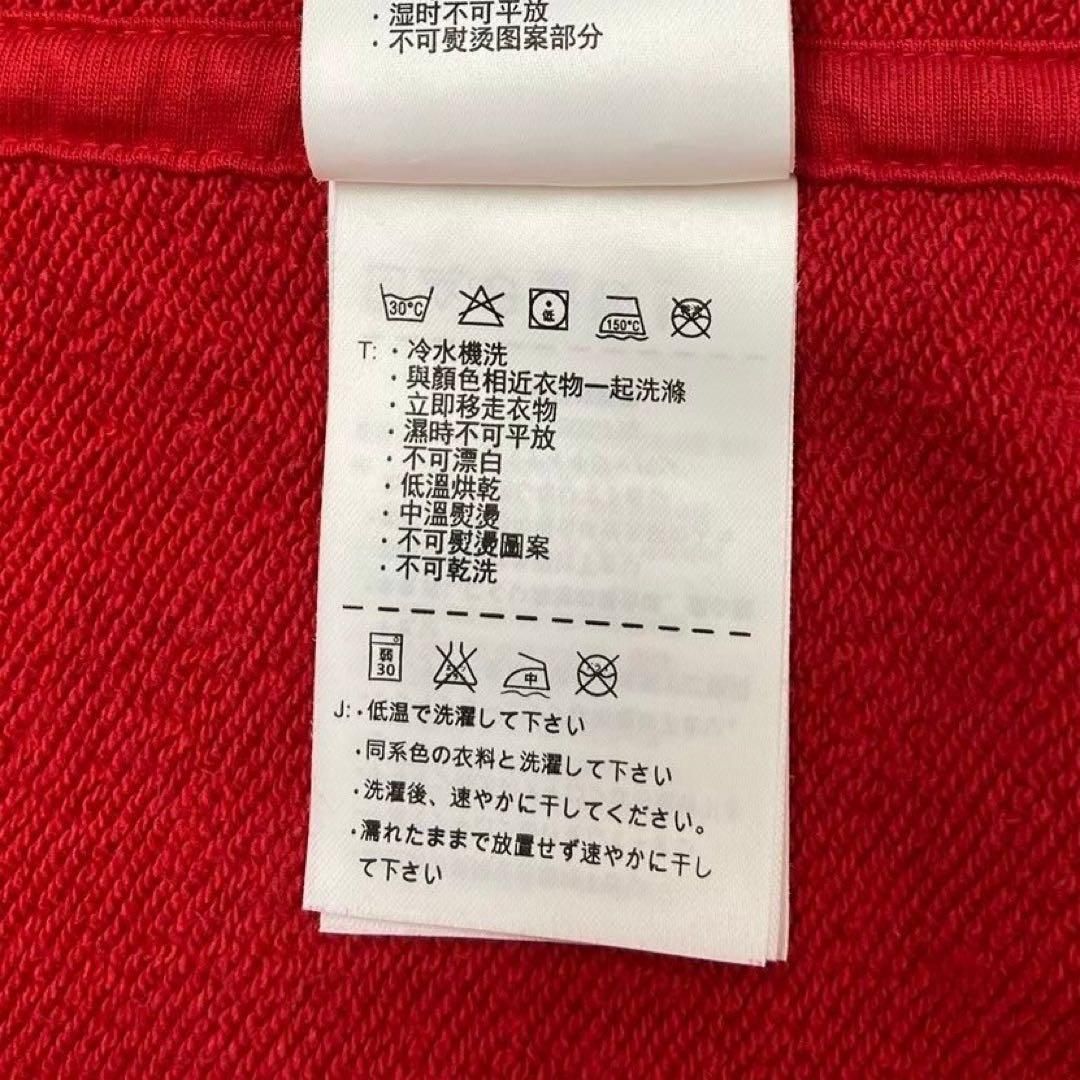 · 湿时不可平放
· 不可熨烫图案部分
30°C 低 150°C
T: · 冷水機洗
· 與顏色相近衣物一起洗滌
· 立即移走衣物
· 濕時不可平放
· 不可漂白
· 低溫烘乾
· 中溫熨燙
· 不可熨燙圖案
· 不可乾洗
弱 30 中
J: ·低温で洗濯して下さい
·同系色の衣料と洗濯して下さい
·洗濯後、速やかに干してください。
·濡れたままで放置せず速やかに干し
て下さい